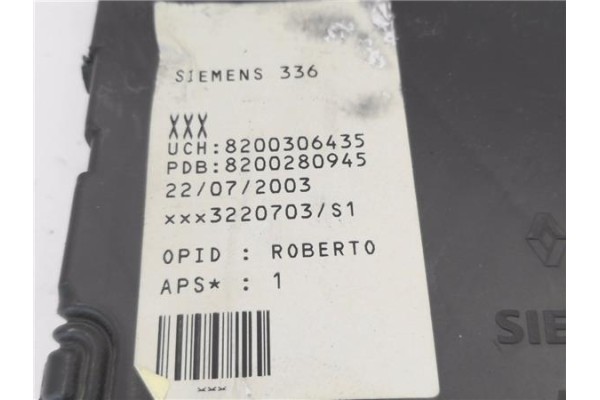 SIEMENS 336
XXX
UCH:8200306435
PDB:8200280945
22/07/2003
xxx3220703/S1
OPID : ROBERTO
APS* : 1
***
SIE